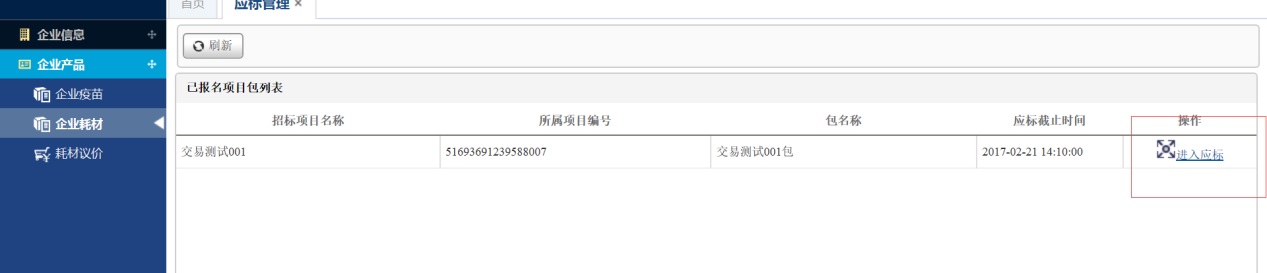 首页
应标管理 ×
企业信息
企业产品
企业疫苗
企业耗材
耗材议价
刷新
已报名项目包列表
招标项目名称 所属项目编号 包名称 应标截止时间 操作
交易测试001 51693691239588007 交易测试001包 2017-02-21 14:10:00 进入应标